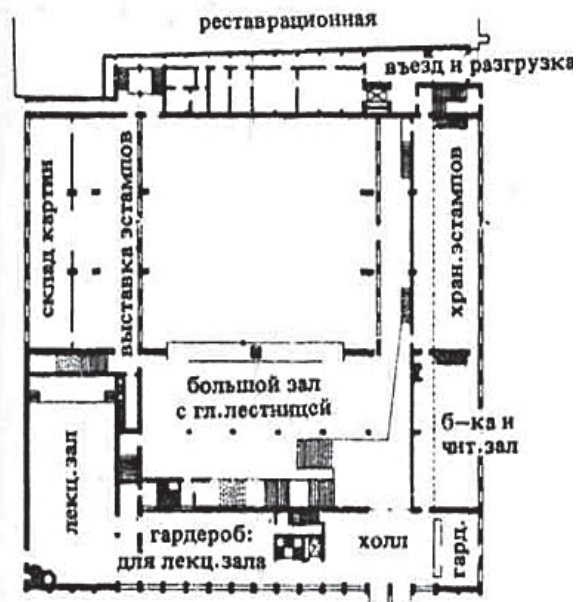 реставрационная
въезд и разгрузка
склад картин
выставка эстампов
хран.эстампов
большой зал
с гл.лестницей
б-ка и
чит.зал
лекц.зал
гардероб:
для лекц.зала
холл
гард.